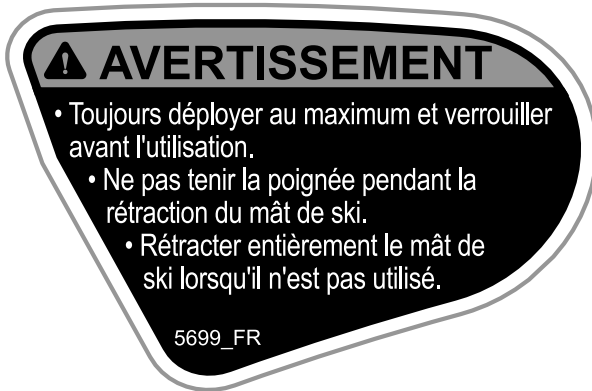 AVERTISSEMENT
• Toujours déployer au maximum et verrouiller
avant l'utilisation.
• Ne pas tenir la poignée pendant la
rétraction du mât de ski.
• Rétracter entièrement le mât de
ski lorsqu'il n'est pas utilisé.
5699_FR